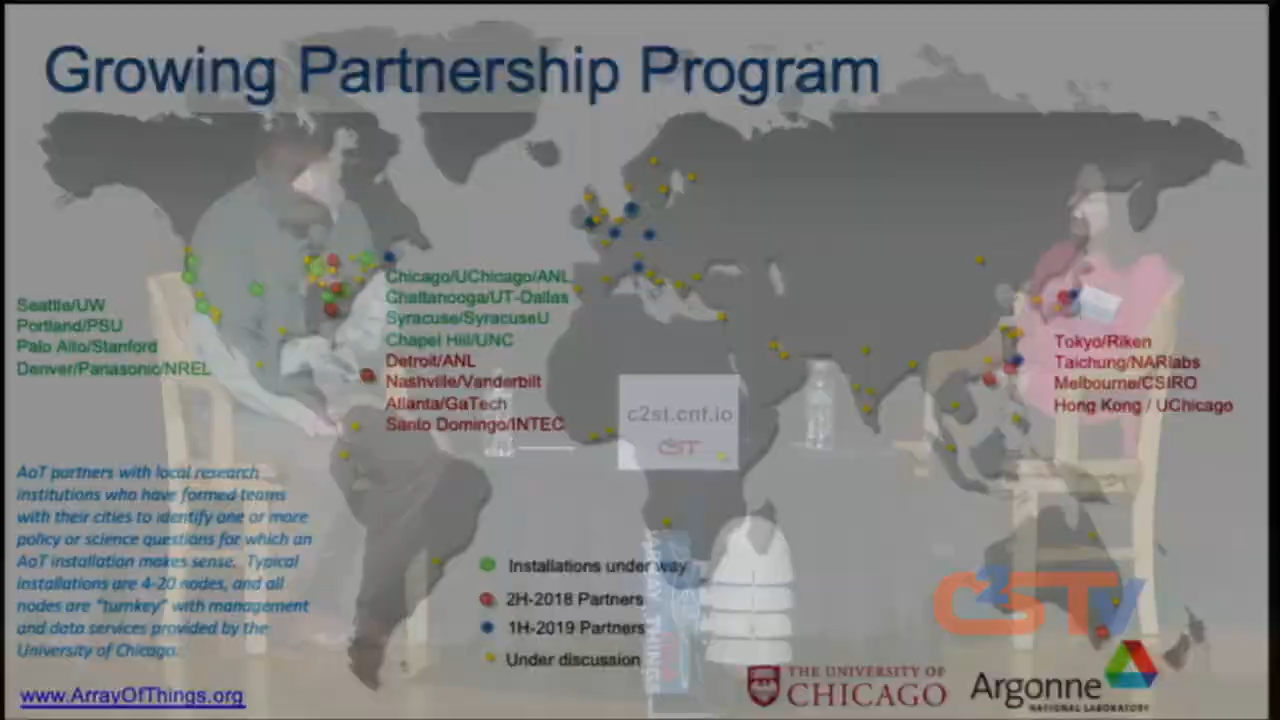 Growing Partnership Program
Seattle/UW
Portland/PSU
Palo Alto/Stanford
Denver/Panasonic/NREL
Chicago/UChicago/ANL
Chattanooga/UT-Dallas
Syracuse/SyracuseU
Chapel Hill/UNC
Detroit/ANL
Nashville/Vanderbilt
Atlanta/GaTech
Santo Domingo/INTEC
Tokyo/Riken
Taichung/NARlabs
Melbourne/CSIRO
Hong Kong / UChicago
c2st.cnf.io
C2ST
AoT partners with local research
institutions who have formed teams
with their cities to identify one or more
policy or science questions for which an
AoT installation makes sense. Typical
installations are 4-20 nodes, and all
nodes are "turnkey" with management
and data services provided by the
University of Chicago.
www.ArrayOfThings.org
Installations under way
2H-2018 Partners
1H-2019 Partners
Under discussion
C2STV
THE UNIVERSITY OF
CHICAGO
Argonne
NATIONAL LABORATORY